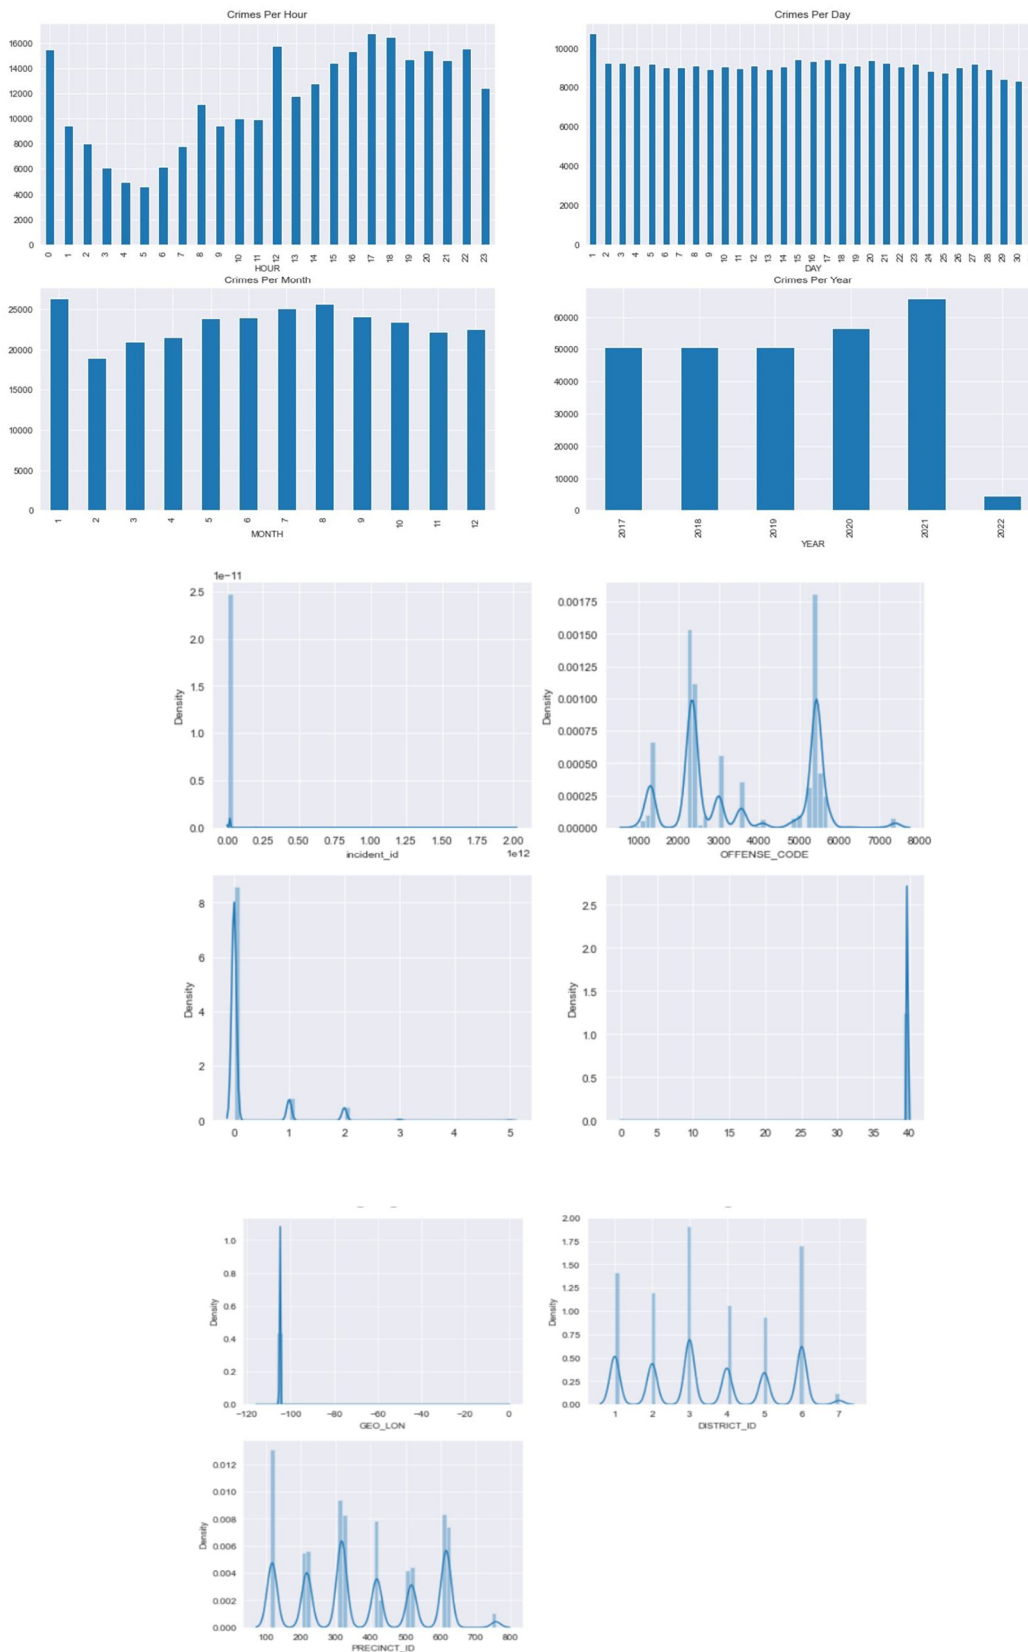 Crimes Per Hour
16000
14000
12000
10000
8000
6000
4000
2000
0
0 1 2 3 4 5 6 7 8 9 10 11 12 13 14 15 16 17 18 19 20 21 22 23
HOUR
Crimes Per Day
10000
8000
6000
4000
2000
0
1 2 3 4 5 6 7 8 9 10 11 12 13 14 15 16 17 18 19 20 21 22 23 24 25 26 27 28 29 30
DAY
Crimes Per Month
25000
20000
15000
10000
5000
0
1 2 3 4 5 6 7 8 9 10 11 12
MONTH
Crimes Per Year
60000
50000
40000
30000
20000
10000
0
2017 2018 2019 2020 2021 2022
YEAR
1e−11
2.5
2.0
1.5
1.0
0.5
0.0
Density
0.00 0.25 0.50 0.75 1.00 1.25 1.50 1.75 2.00
incident_id
1e12
0.00175
0.00150
0.00125
0.00100
0.00075
0.00050
0.00025
0.00000
Density
1000 2000 3000 4000 5000 6000 7000 8000
OFFENSE_CODE
8
6
4
2
0
Density
0 1 2 3 4 5
2.5
2.0
1.5
1.0
0.5
0.0
Density
0 5 10 15 20 25 30 35 40
1.0
0.8
0.6
0.4
0.2
0.0
Density
−120 −100 −80 −60 −40 −20 0
GEO_LON
2.00
1.75
1.50
1.25
1.00
0.75
0.50
0.25
0.00
Density
1 2 3 4 5 6 7
DISTRICT_ID
0.012
0.010
0.008
0.006
0.004
0.002
0.000
Density
100 200 300 400 500 600 700 800
PRECINCT_ID